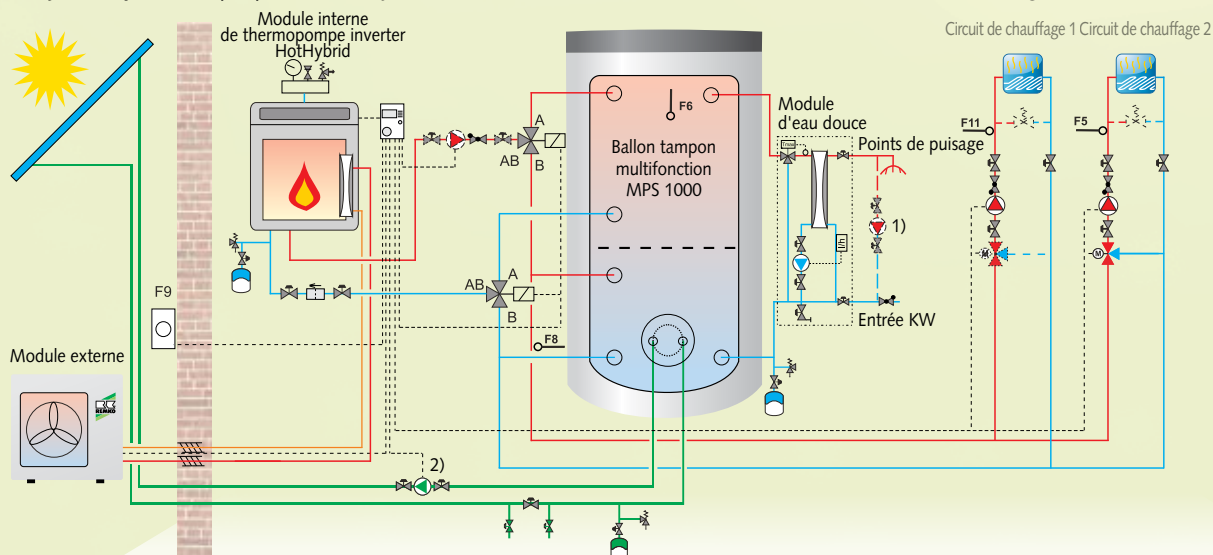 Module interne
de thermopompe inverter
HotHybrid
Circuit de chauffage 1 Circuit de chauffage 2
A
AB
B
F6
Ballon tampon
multifonction
MPS 1000
Module
d'eau douce
Points de puisage
F11
F5
1)
M
M
A
AB
B
F9
F8
Entrée KW
Module externe
REMKO
2)